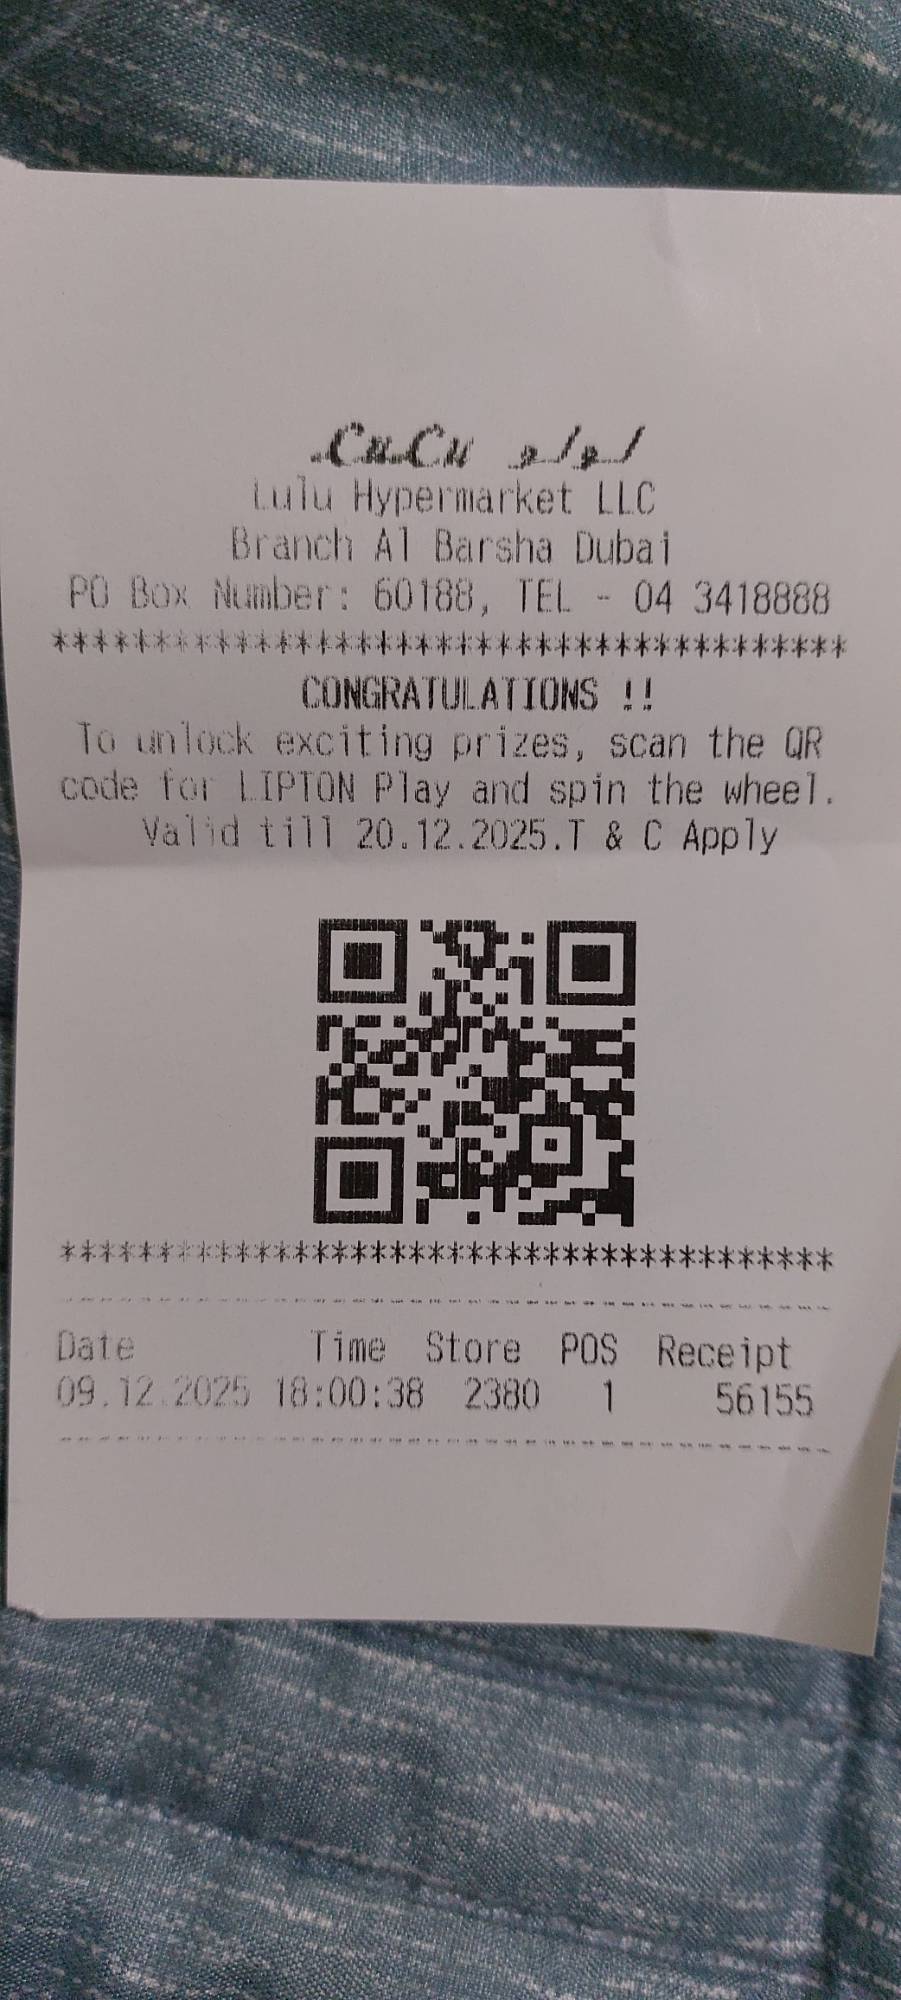 LuLu لولو
Lulu Hypermarket LLC
Branch Al Barsha Dubai
PO Box Number: 60188, TEL - 04 3418888
****************************************
CONGRATULATIONS !!
To unlock exciting prizes, scan the QR
code for LIPTON Play and spin the wheel.
Valid till 20.12.2025.T & C Apply
****************************************
----------------------------------------
Date Time Store POS Receipt
09.12.2025 18:00:38 2380 1 56155
----------------------------------------